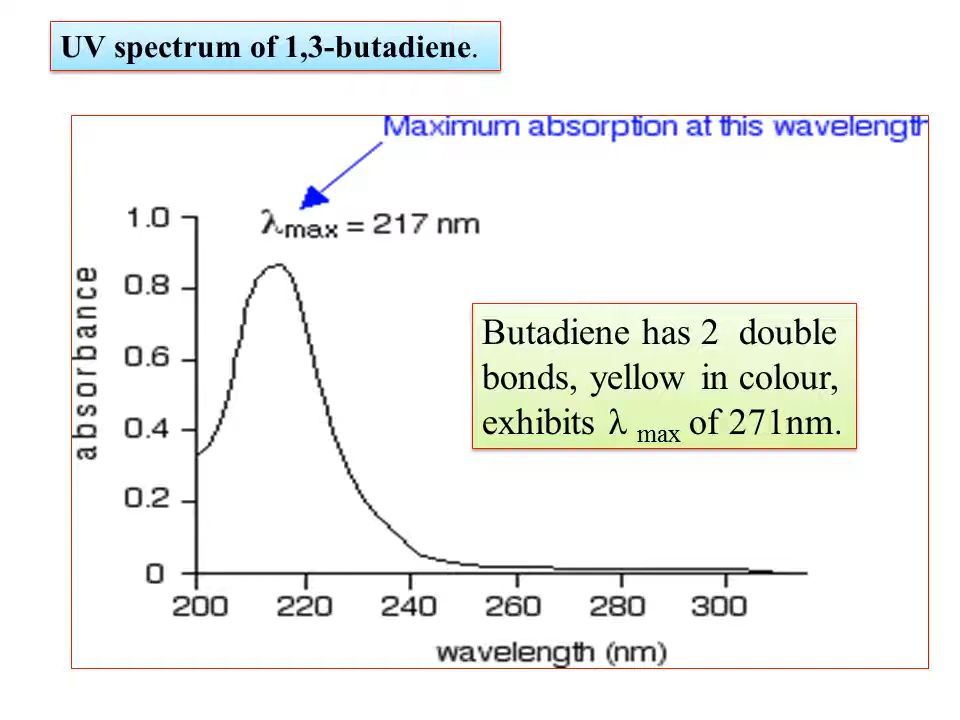 UV spectrum of 1,3-butadiene.
Maximum absorption at this wavelength
λmax = 217 nm
1.0
0.8
0.6
0.4
0.2
0
absorbance
Butadiene has 2 double
bonds, yellow in colour,
exhibits λ max of 271nm.
200 220 240 260 280 300
wavelength (nm)